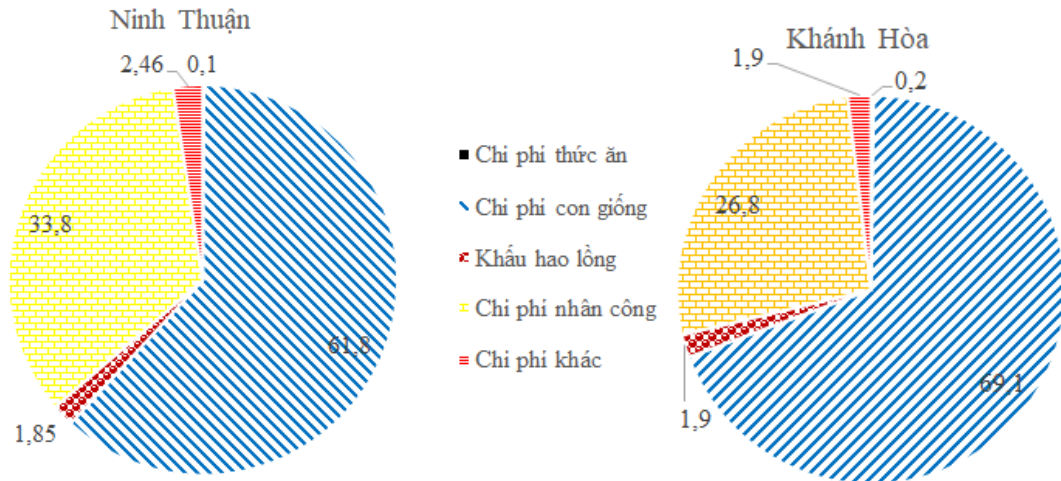 Ninh Thuận
2,46
0,1
33,8
61,8
1,85
Chi phí thức ăn
Chi phí con giống
Khấu hao lồng
Chi phí nhân công
Chi phí khác
Khánh Hòa
1,9
0,2
26,8
69,1
1,9